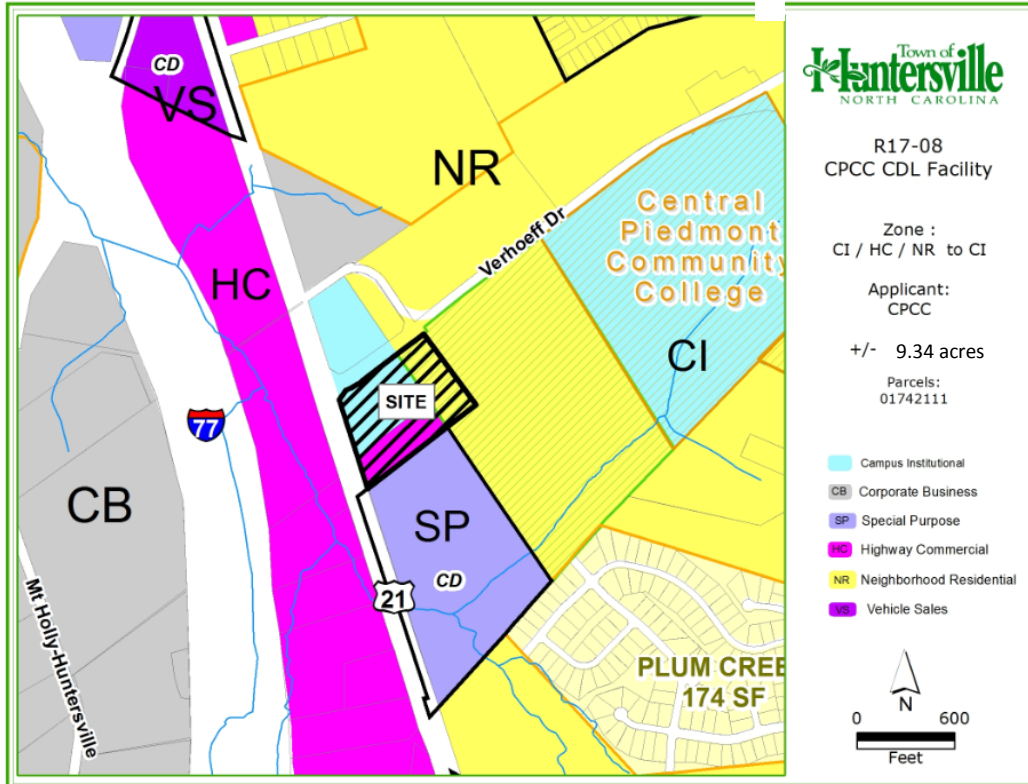 CD
VS
NR
Central
Piedmont
Community
College
Verhoeff Dr
HC
CI
SITE
77
CB
SP
CD
21
Mt Holly-Huntersville
PLUM CREE
174 SF
Town of
Huntersville
NORTH CAROLINA
R17-08
CPCC CDL Facility
Zone :
CI / HC / NR to CI
Applicant:
CPCC
+/- 9.34 acres
Parcels:
01742111
Campus Institutional
CB Corporate Business
SP Special Purpose
HC Highway Commercial
NR Neighborhood Residential
VS Vehicle Sales
N
0 600
Feet